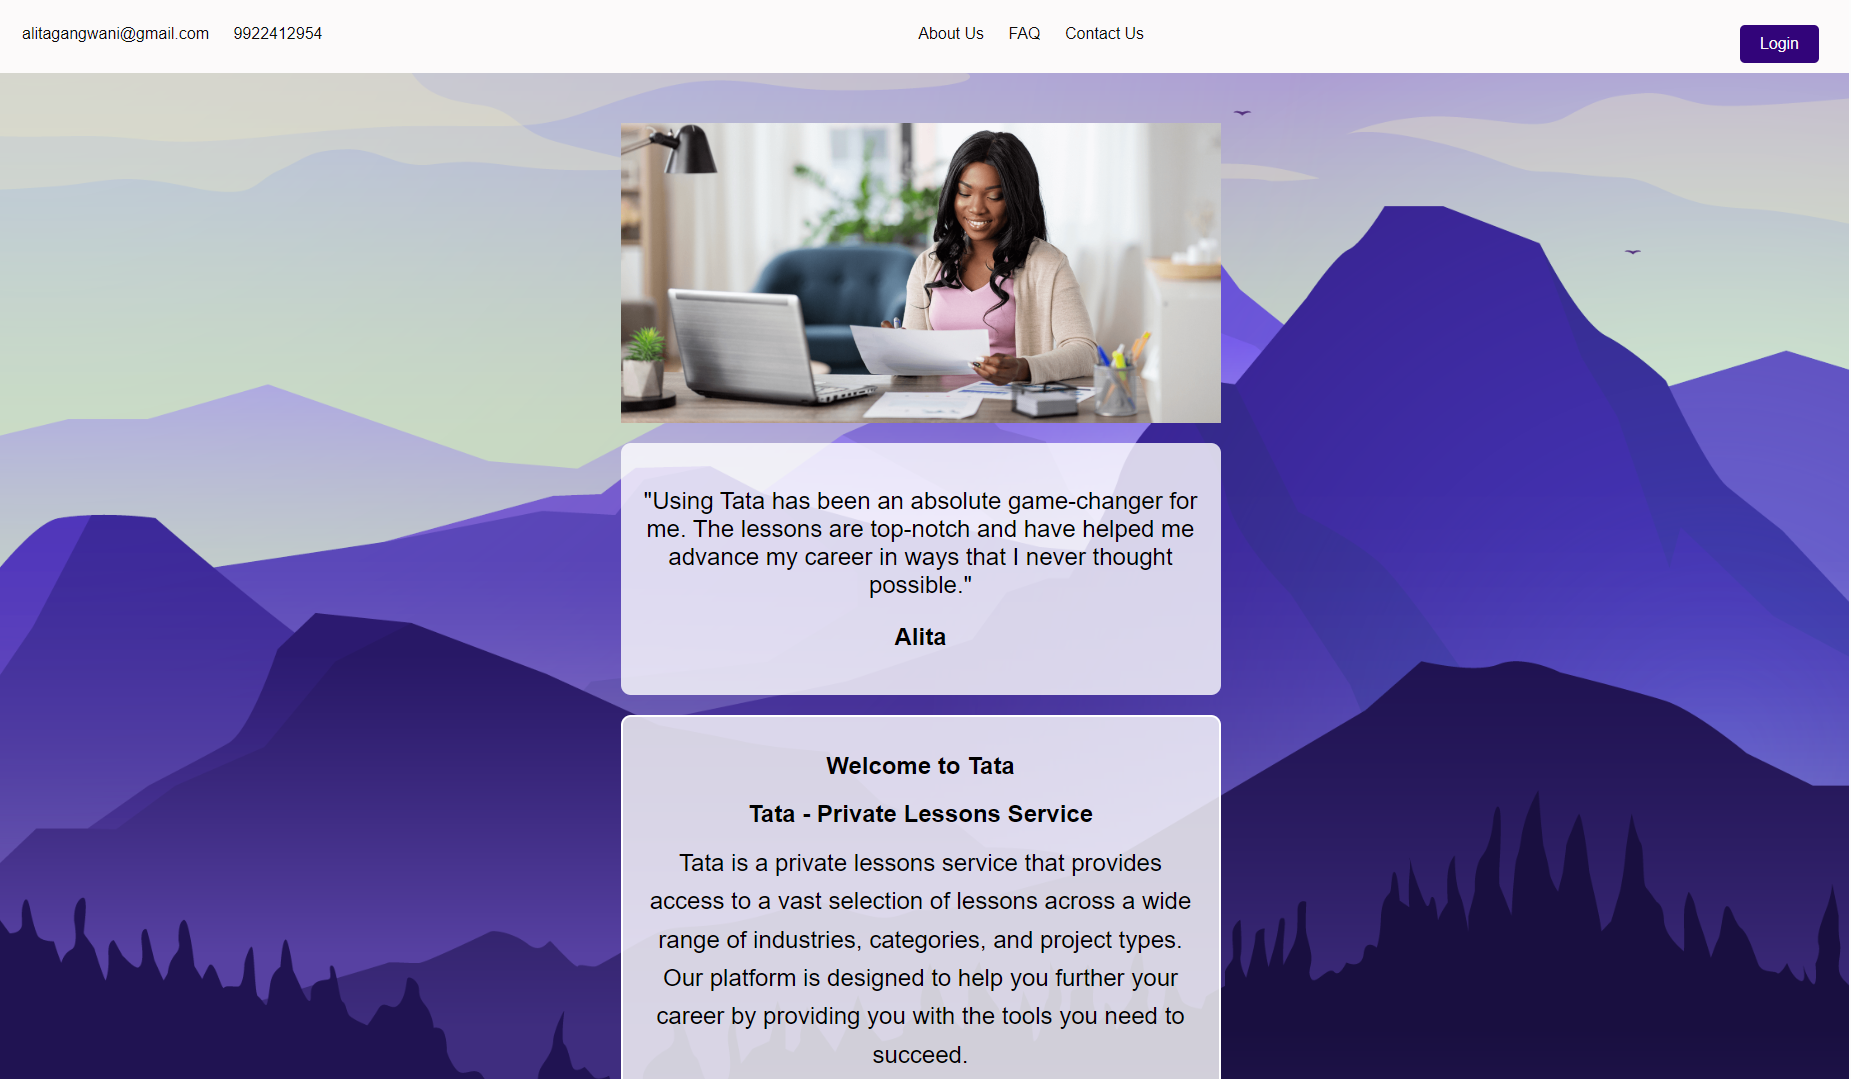 alitagangwani@gmail.com 9922412954 About Us FAQ Contact Us Login
"Using Tata has been an absolute game-changer for
me. The lessons are top-notch and have helped me
advance my career in ways that I never thought
possible."
Alita
Welcome to Tata
Tata - Private Lessons Service
Tata is a private lessons service that provides
access to a vast selection of lessons across a wide
range of industries, categories, and project types.
Our platform is designed to help you further your
career by providing you with the tools you need to
succeed.